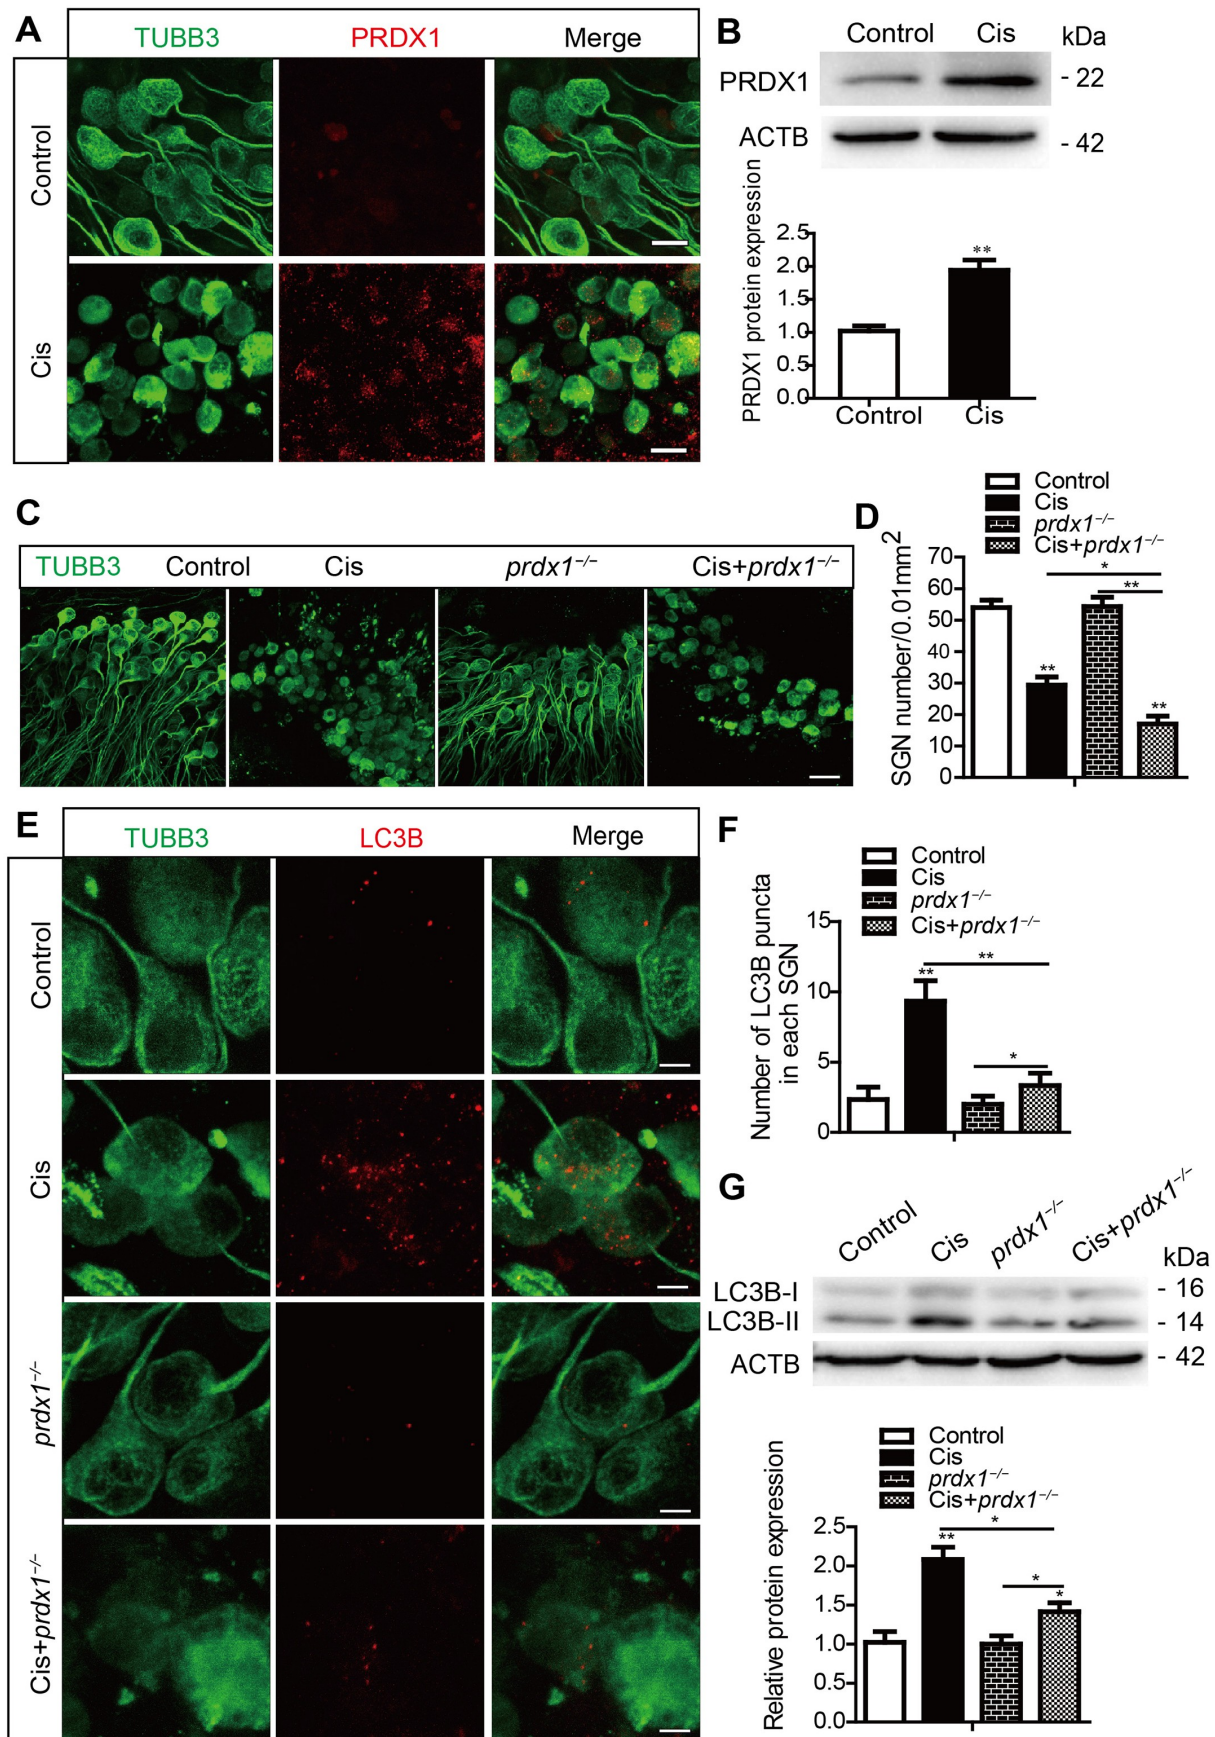 A
TUBB3 PRDX1 Merge
Control
Cis
B
Control Cis kDa
PRDX1 - 22
ACTB - 42
PRDX1 protein expression
2.5
2.0
1.5
1.0
0.5
0.0
**
Control Cis
C
TUBB3 Control Cis prdx1⁻/⁻ Cis+prdx1⁻/⁻
D
Control
Cis
prdx1⁻/⁻
Cis+prdx1⁻/⁻
SGN number/0.01mm²
70
60
50
40
30
20
10
0
*
**
**
**
E
TUBB3 LC3B Merge
Control
Cis
prdx1⁻/⁻
Cis+prdx1⁻/⁻
F
Control
Cis
prdx1⁻/⁻
Cis+prdx1⁻/⁻
Number of LC3B puncta
in each SGN
15
10
5
0
**
**
*
G
Control Cis prdx1⁻/⁻ Cis+prdx1⁻/⁻
kDa
LC3B-I - 16
LC3B-II - 14
ACTB - 42
Control
Cis
prdx1⁻/⁻
Cis+prdx1⁻/⁻
Relative protein expression
2.5
2.0
1.5
1.0
0.5
0.0
*
**
*
*